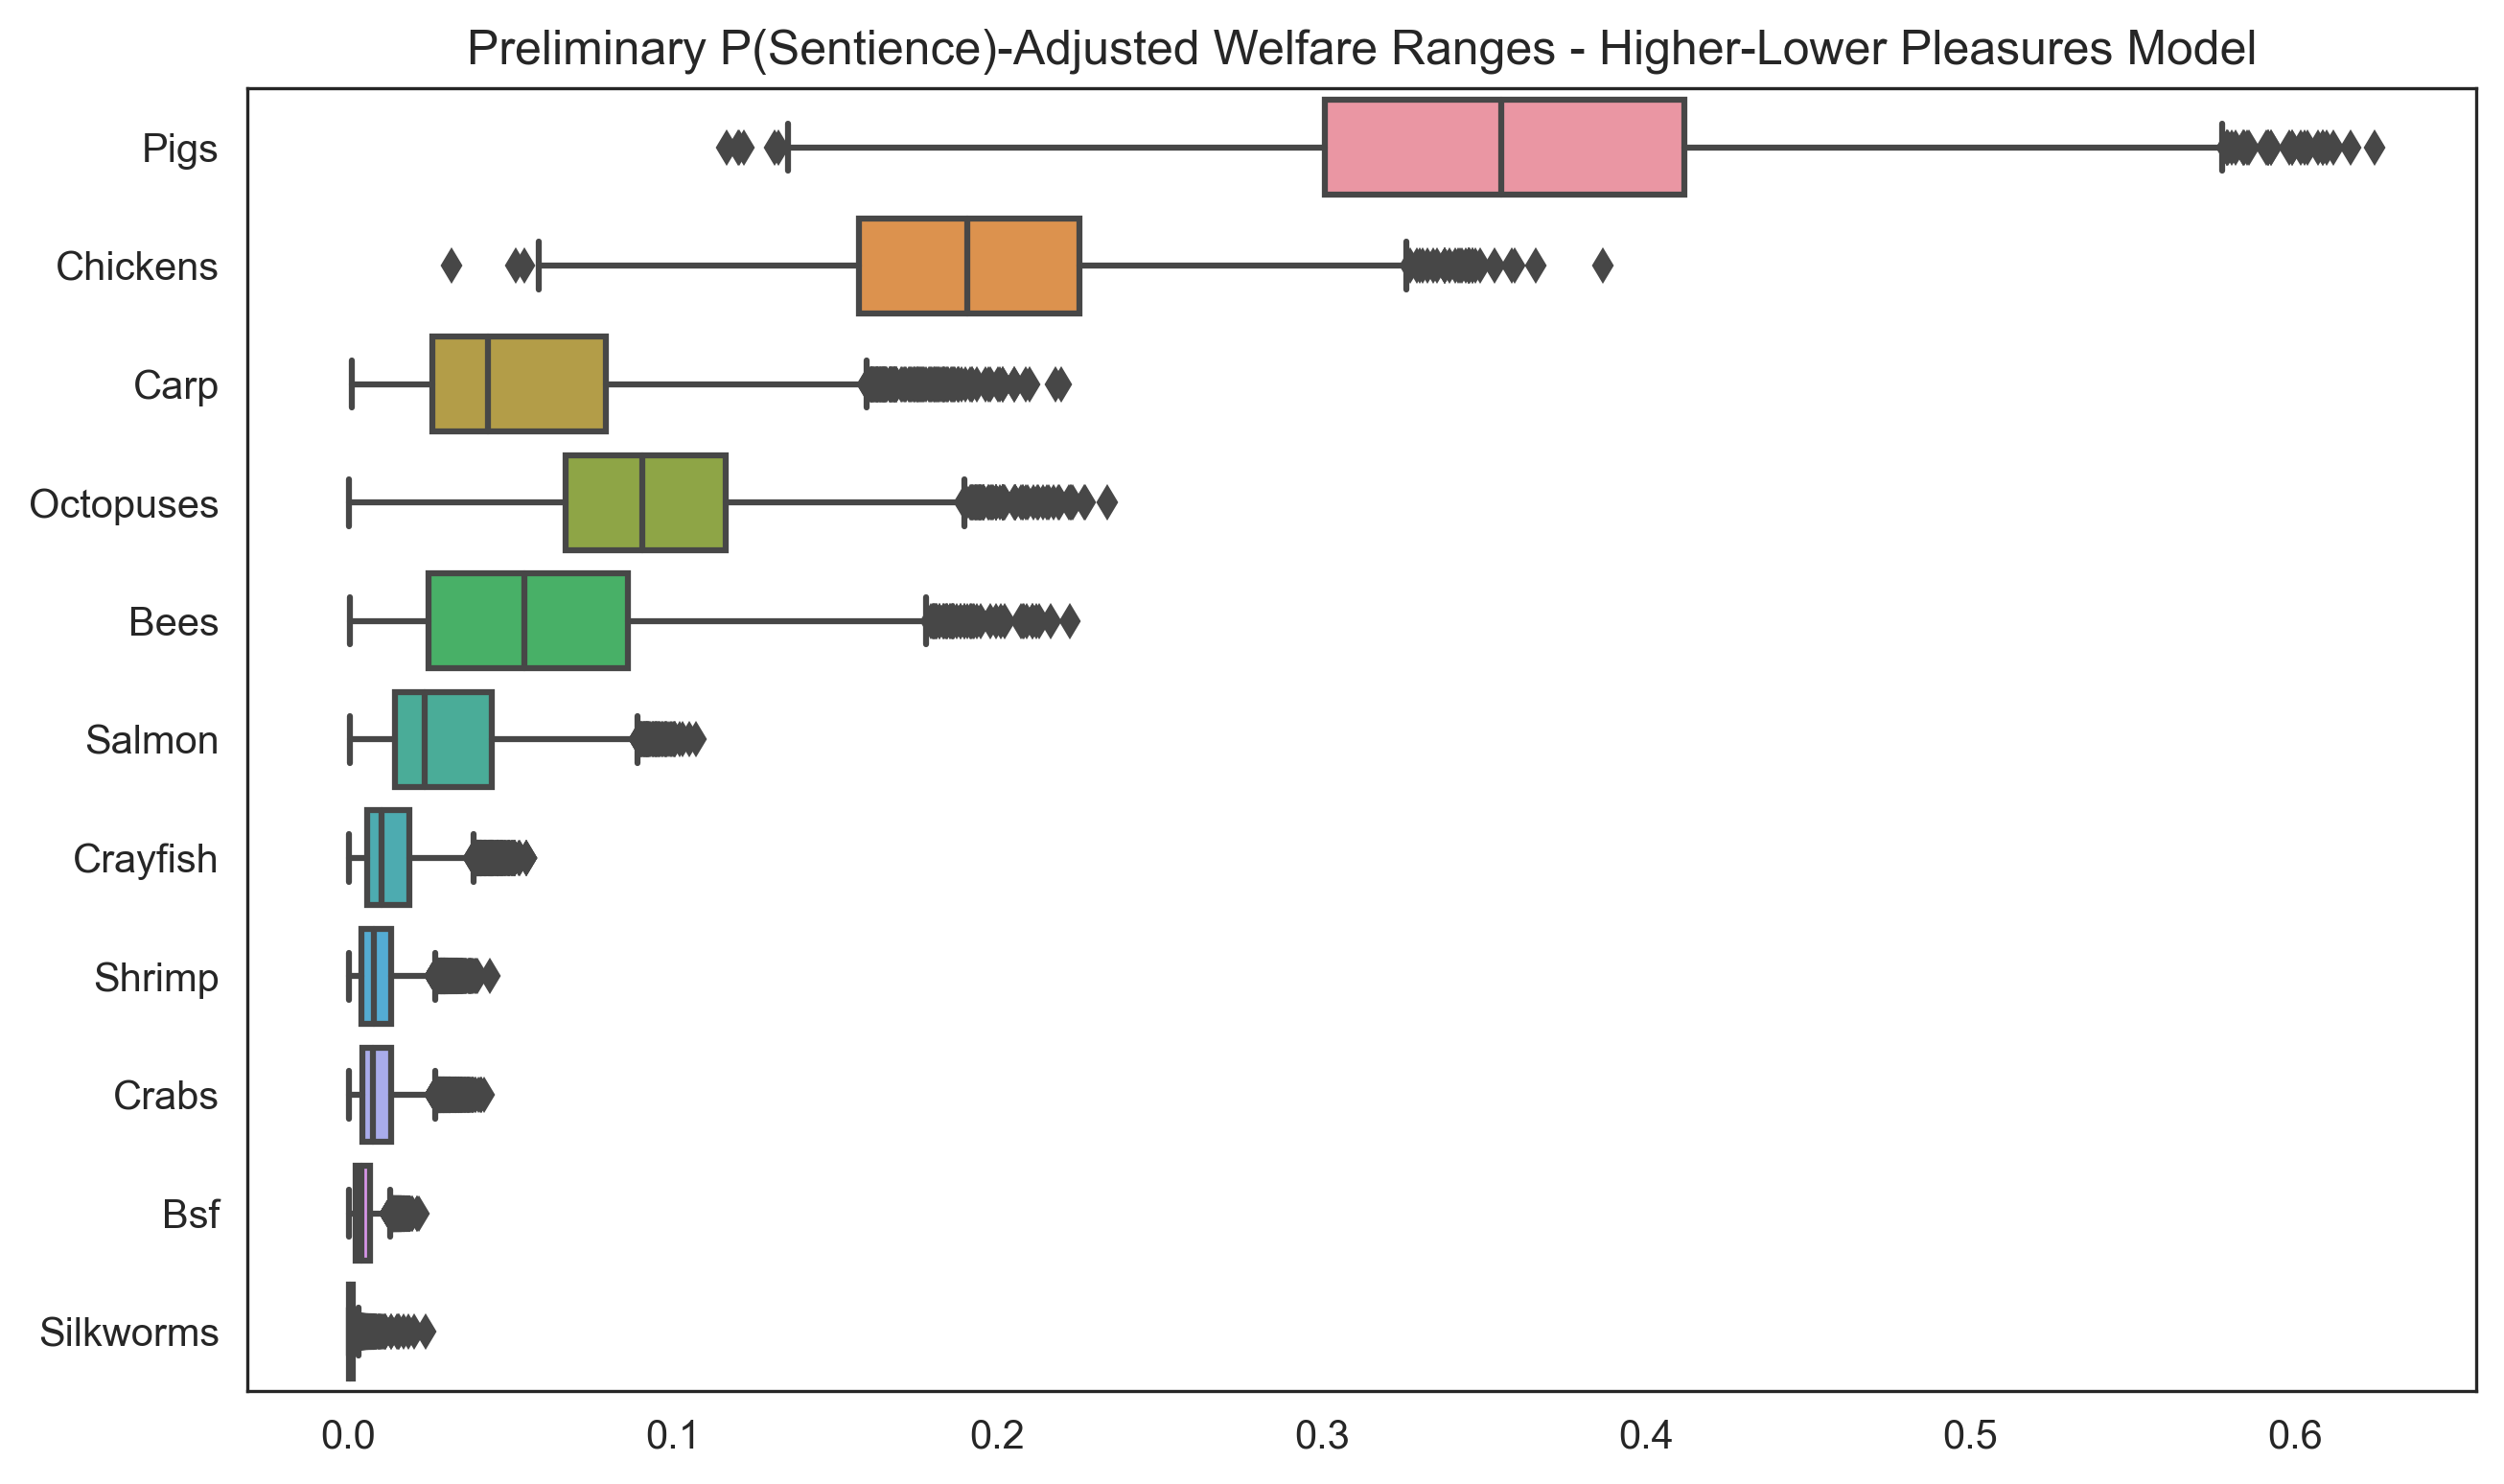 Preliminary P(Sentience)-Adjusted Welfare Ranges - Higher-Lower Pleasures Model
Pigs
Chickens
Carp
Octopuses
Bees
Salmon
Crayfish
Shrimp
Crabs
Bsf
Silkworms
0.0 0.1 0.2 0.3 0.4 0.5 0.6